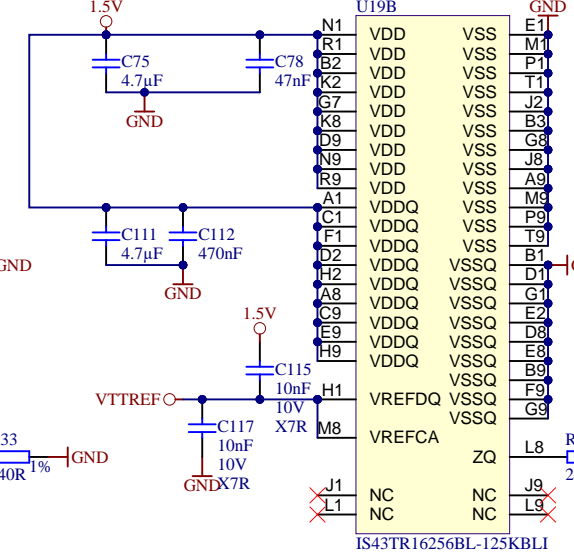 1.5V
U19B
GND
C75
4.7µF
C78
47nF
GND
N1 VDD VSS E1
R1 VDD VSS M1
B2 VDD VSS P1
K2 VDD VSS T1
G7 VDD VSS J2
K8 VDD VSS B3
D9 VDD VSS G8
N9 VDD VSS J8
R9 VDD VSS A9
A1 VDDQ VSS M9
C1 VDDQ VSS P9
F1 VDDQ VSS T9
D2 VDDQ VSSQ B1
H2 VDDQ VSSQ D1
A8 VDDQ VSSQ G1
C9 VDDQ VSSQ E2
E9 VDDQ VSSQ D8
H9 VDDQ VSSQ E8
VSSQ B9
H1 VREFDQ VSSQ F9
VSSQ G9
M8 VREFCA
ZQ L8
J1 NC NC J9
L1 NC NC L9
C111
4.7µF
C112
470nF
GND
GND
1.5V
C115
10nF
10V
X7R
VTTREF
C117
10nF
10V
X7R
GND
33
40R
1%
GND
R
2
IS43TR16256BL-125KBLI